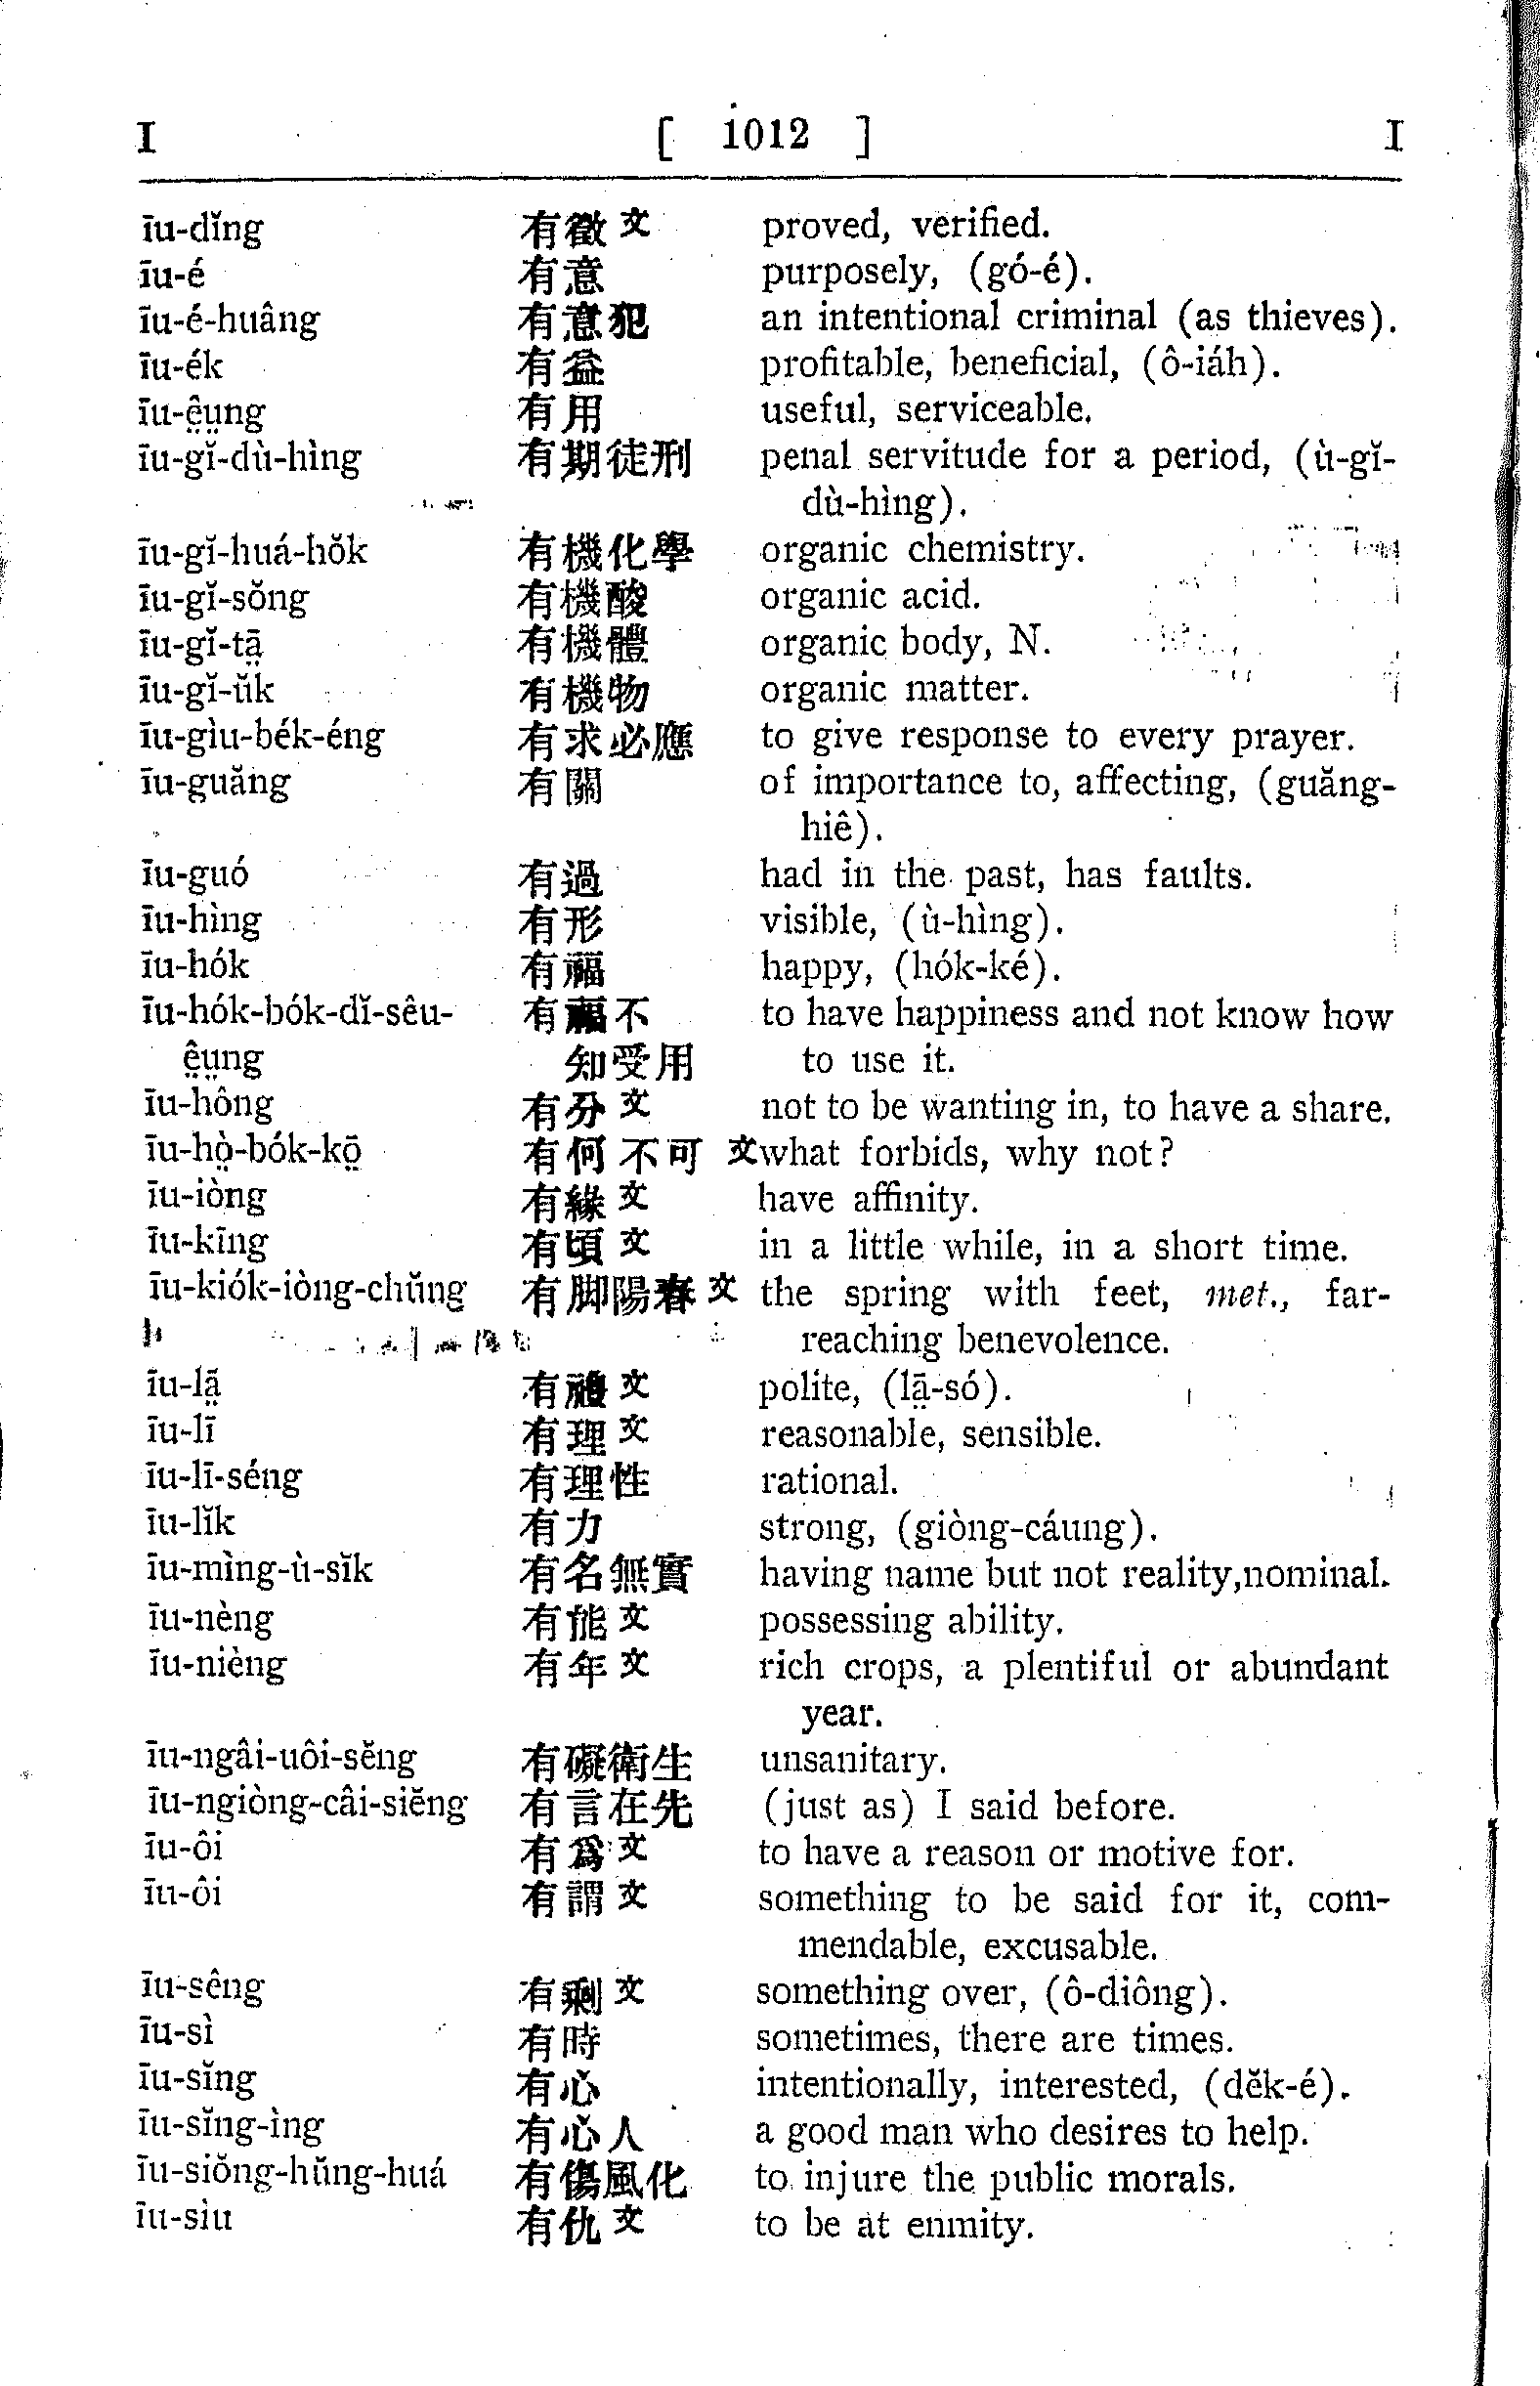 I [ 1012 ] I
īu-dĭng 有徵文 proved, verified.
īu-é 有意 purposely, (gó-é).
īu-é-huâng 有意犯 an intentional criminal (as thieves).
īu-ék 有益 profitable, beneficial, (ô-iáh).
īu-ê̤ṳng 有用 useful, serviceable.
īu-gĭ-dù-hìng 有期徒刑 penal servitude for a period, (ù-gĭ-
dù-hìng).
īu-gĭ-huá-hŏk 有機化學 organic chemistry.
īu-gĭ-sŏng 有機酸 organic acid.
īu-gĭ-tā̤ 有機體 organic body, N.
īu-gĭ-ŭk 有機物 organic matter.
īu-gìu-bék-éng 有求必應 to give response to every prayer.
īu-guăng 有關 of importance to, affecting, (guăng-
hiê).
īu-guó 有過 had in the past, has faults.
īu-hìng 有形 visible, (ù-hìng).
īu-hók 有福 happy, (hók-ké).
īu-hók-bók-dĭ-sêu- 有福不 to have happiness and not know how
ê̤ṳng 知受用 to use it.
īu-hông 有分文 not to be wanting in, to have a share.
īu-hò̤-bók-kō̤ 有何不可文 what forbids, why not?
īu-iòng 有緣文 have affinity.
īu-kīng 有頃文 in a little while, in a short time.
īu-kiók-iòng-chŭng 有脚陽春文 the spring with feet, met., far-
reaching benevolence.
īu-lā̤ 有禮文 polite, (lā̤-só).
īu-lī 有理文 reasonable, sensible.
īu-lī-séng 有理性 rational.
īu-lĭk 有力 strong, (giòng-cáung).
īu-mìng-ù-sĭk 有名無實 having name but not reality,nominal.
īu-nèng 有能文 possessing ability.
īu-nièng 有年文 rich crops, a plentiful or abundant
year.
īu-ngâi-uôi-sĕng 有礙衛生 unsanitary.
īu-ngiòng-câi-siĕng 有言在先 (just as) I said before.
īu-ôi 有爲文 to have a reason or motive for.
īu-ôi 有謂文 something to be said for it, com-
mendable, excusable.
īu-sêng 有剩文 something over, (ô-diông).
īu-sì 有時 sometimes, there are times.
īu-sĭng 有心 intentionally, interested, (dĕk-é).
īu-sĭng-ìng 有心人 a good man who desires to help.
īu-siŏng-hŭng-huá 有傷風化 to injure the public morals.
īu-sìu 有仇文 to be at enmity.